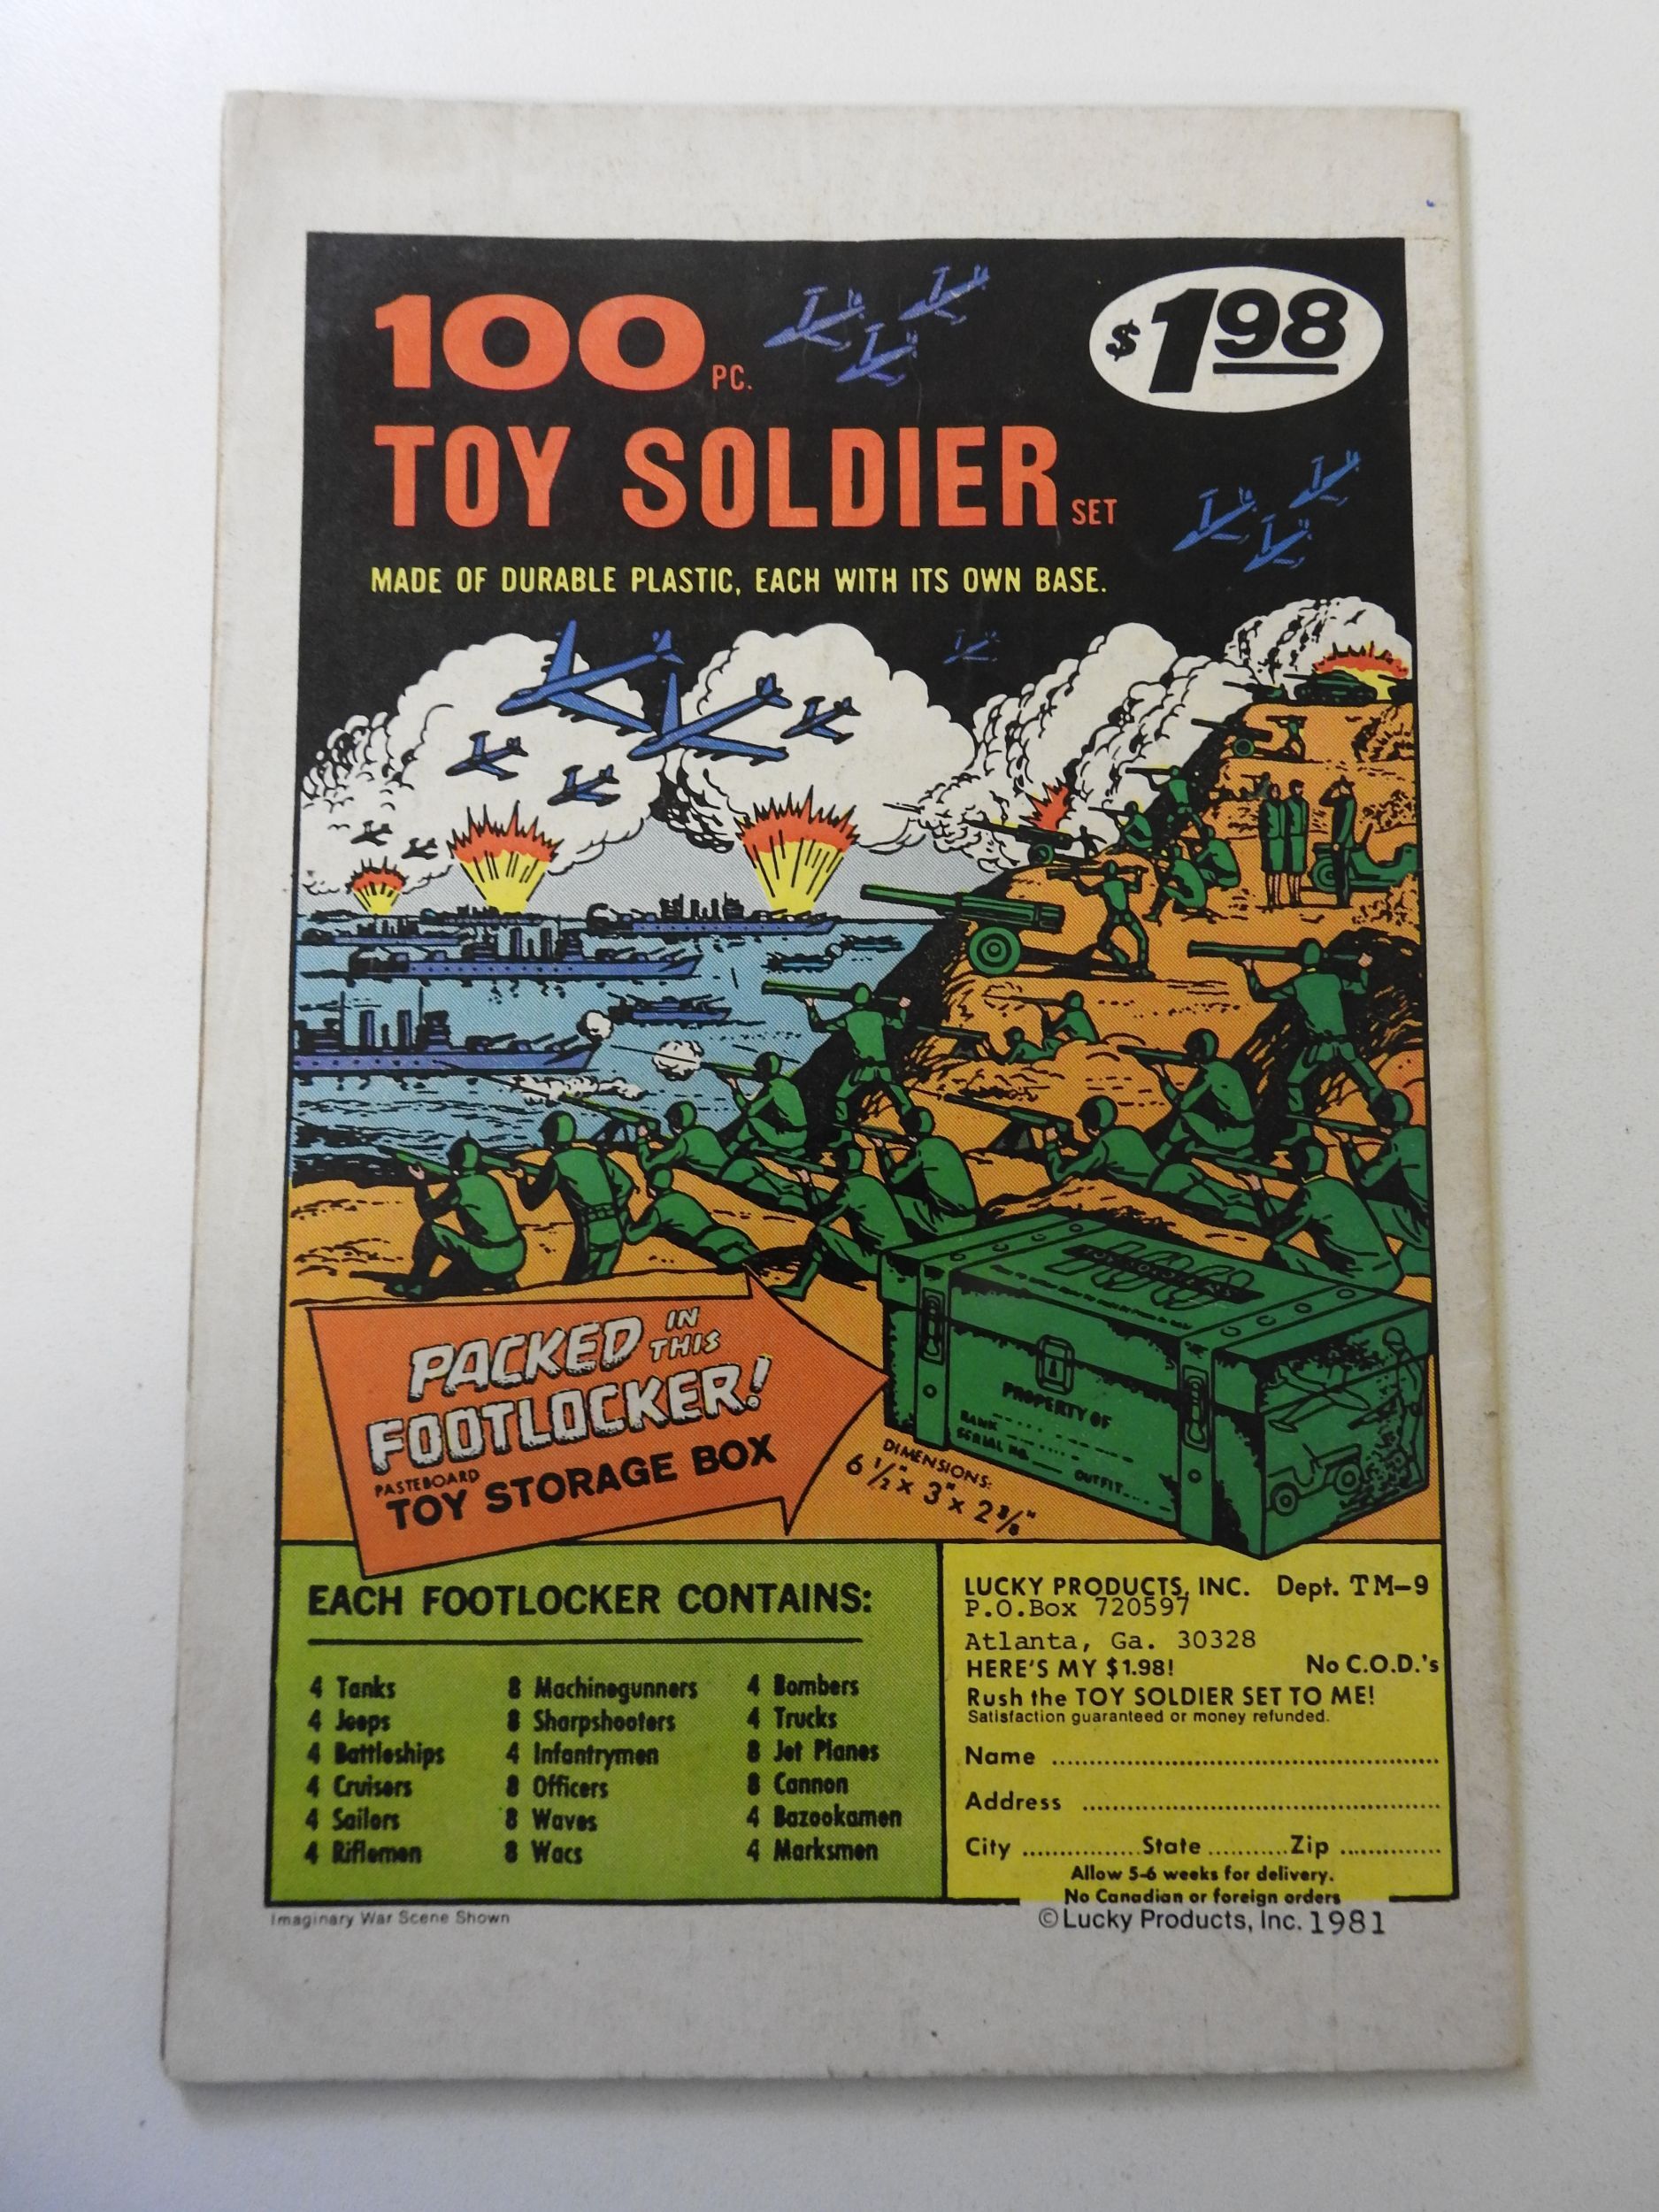 100 PC.
$1.98
TOY SOLDIER SET
MADE OF DURABLE PLASTIC, EACH WITH ITS OWN BASE.
PACKED IN THIS
FOOTLOCKER!
PASTEBOARD
TOY STORAGE BOX
100
PROPERTY OF
RANK
SERIAL NO. OUTFIT
DIMENSIONS:
6 1/2" x 3" x 2 3/8"
EACH FOOTLOCKER CONTAINS:
4 Tanks
4 Jeeps
4 Battleships
4 Cruisers
4 Sailors
4 Riflemen
8 Machinegunners
8 Sharpshooters
4 Infantrymen
8 Officers
8 Waves
8 Wacs
4 Bombers
4 Trucks
8 Jet Planes
8 Cannon
4 Bazookamen
4 Marksmen
LUCKY PRODUCTS, INC. Dept. TM-9
P.O.Box 720597
Atlanta, Ga. 30328
HERE'S MY $1.98! No C.O.D.'s
Rush the TOY SOLDIER SET TO ME!
Satisfaction guaranteed or money refunded.
Name
Address
City State Zip
Allow 5-6 weeks for delivery.
No Canadian or foreign orders
Imaginary War Scene Shown
©Lucky Products, Inc. 1981